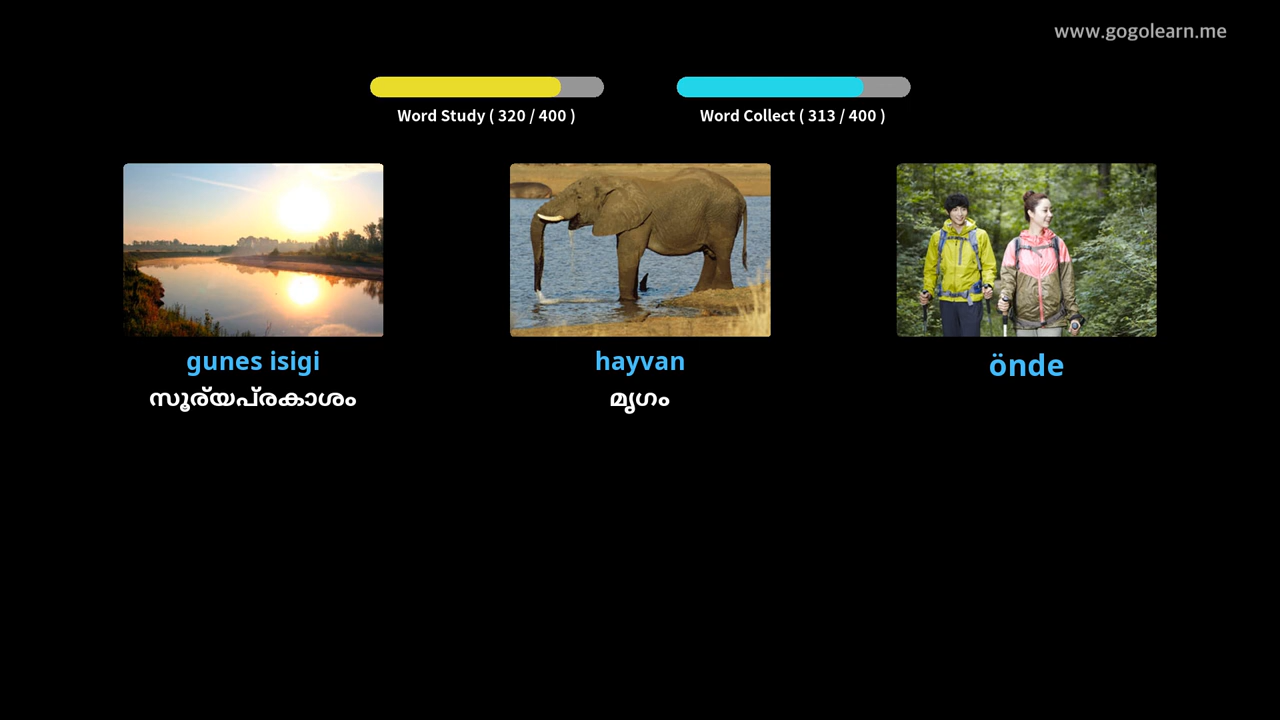 www.gogolearn.me
Word Study ( 320 / 400 )
Word Collect ( 313 / 400 )
gunes isigi
സൂര്യപ്രകാശം
hayvan
മൃഗം
önde